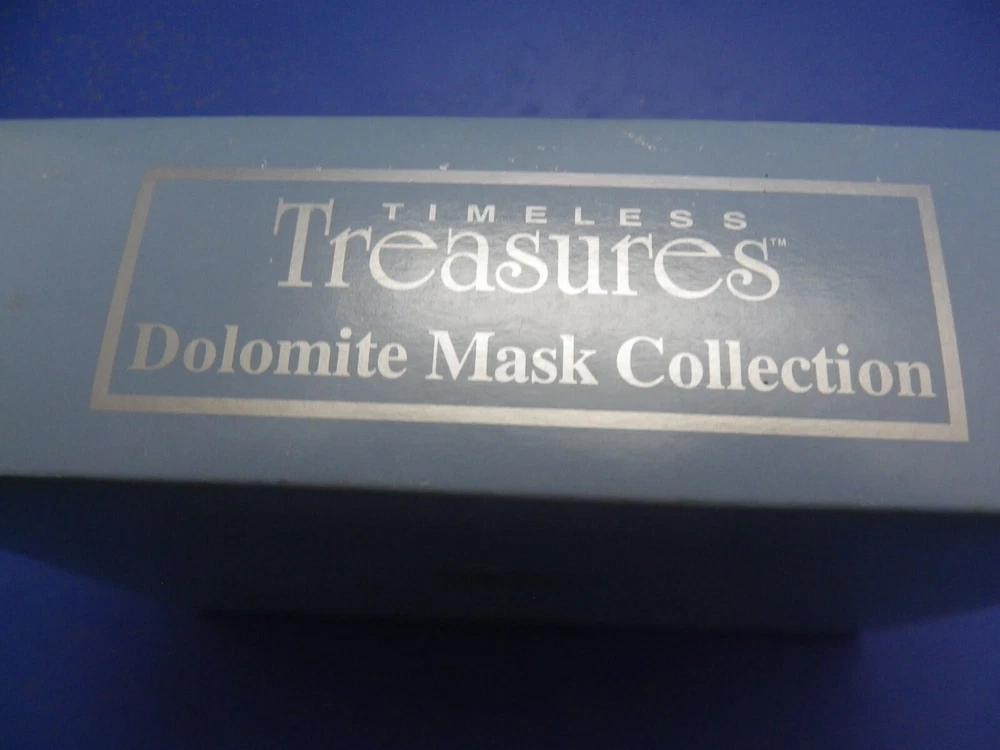 TIMELESS
Treasures™
Dolomite Mask Collection